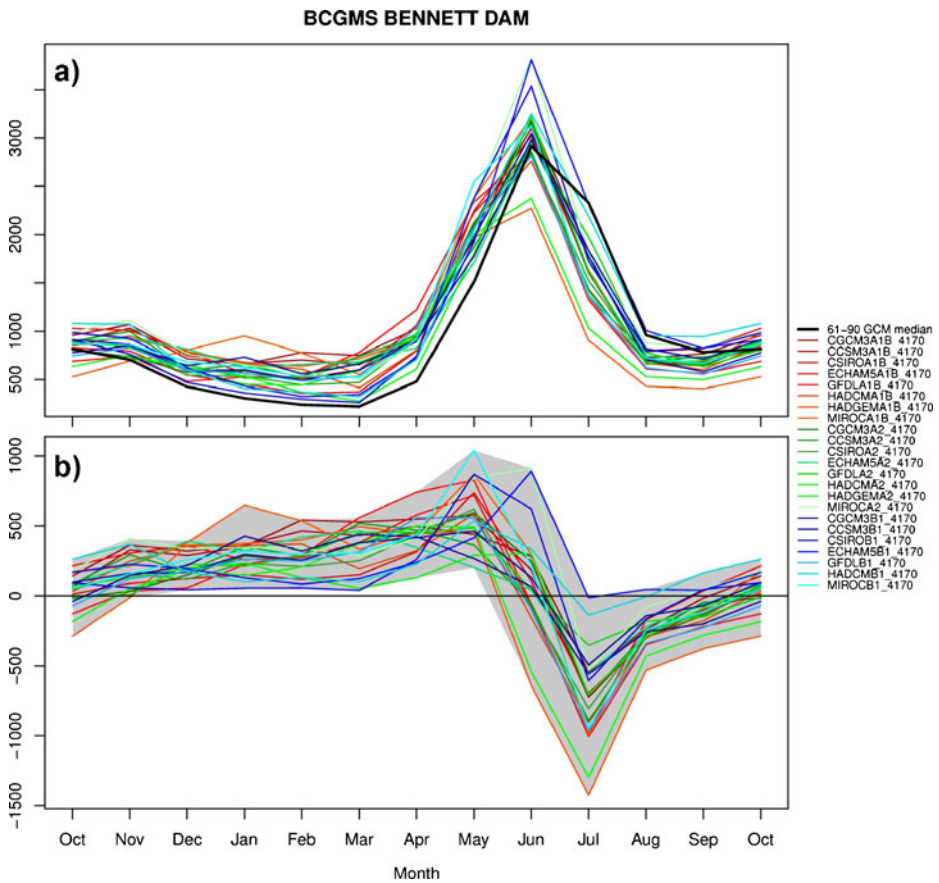 BCGMS BENNETT DAM
a)
3000
2000
1000
500
b)
1000
500
0
-500
-1000
-1500
Oct Nov Dec Jan Feb Mar Apr May Jun Jul Aug Sep Oct
Month
61-90 GCM median
CGCM3A1B_4170
CCSM3A1B_4170
CSIROA1B_4170
ECHAM5A1B_4170
GFDLA1B_4170
HADCMA1B_4170
HADGEMA1B_4170
MIROCA1B_4170
CGCM3A2_4170
CCSM3A2_4170
CSIROA2_4170
ECHAM5A2_4170
GFDLA2_4170
HADCMA2_4170
HADGEMA2_4170
MIROCA2_4170
CGCM3B1_4170
CCSM3B1_4170
CSIROB1_4170
ECHAM5B1_4170
GFDLB1_4170
HADCMB1_4170
MIROCB1_4170